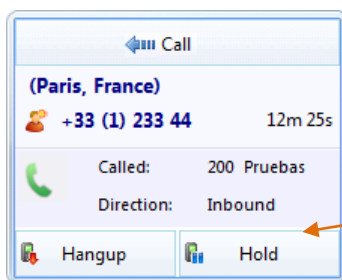 Call
(Paris, France)
+33 (1) 233 44 12m 25s
Called: 200 Pruebas
Direction: Inbound
Hangup Hold